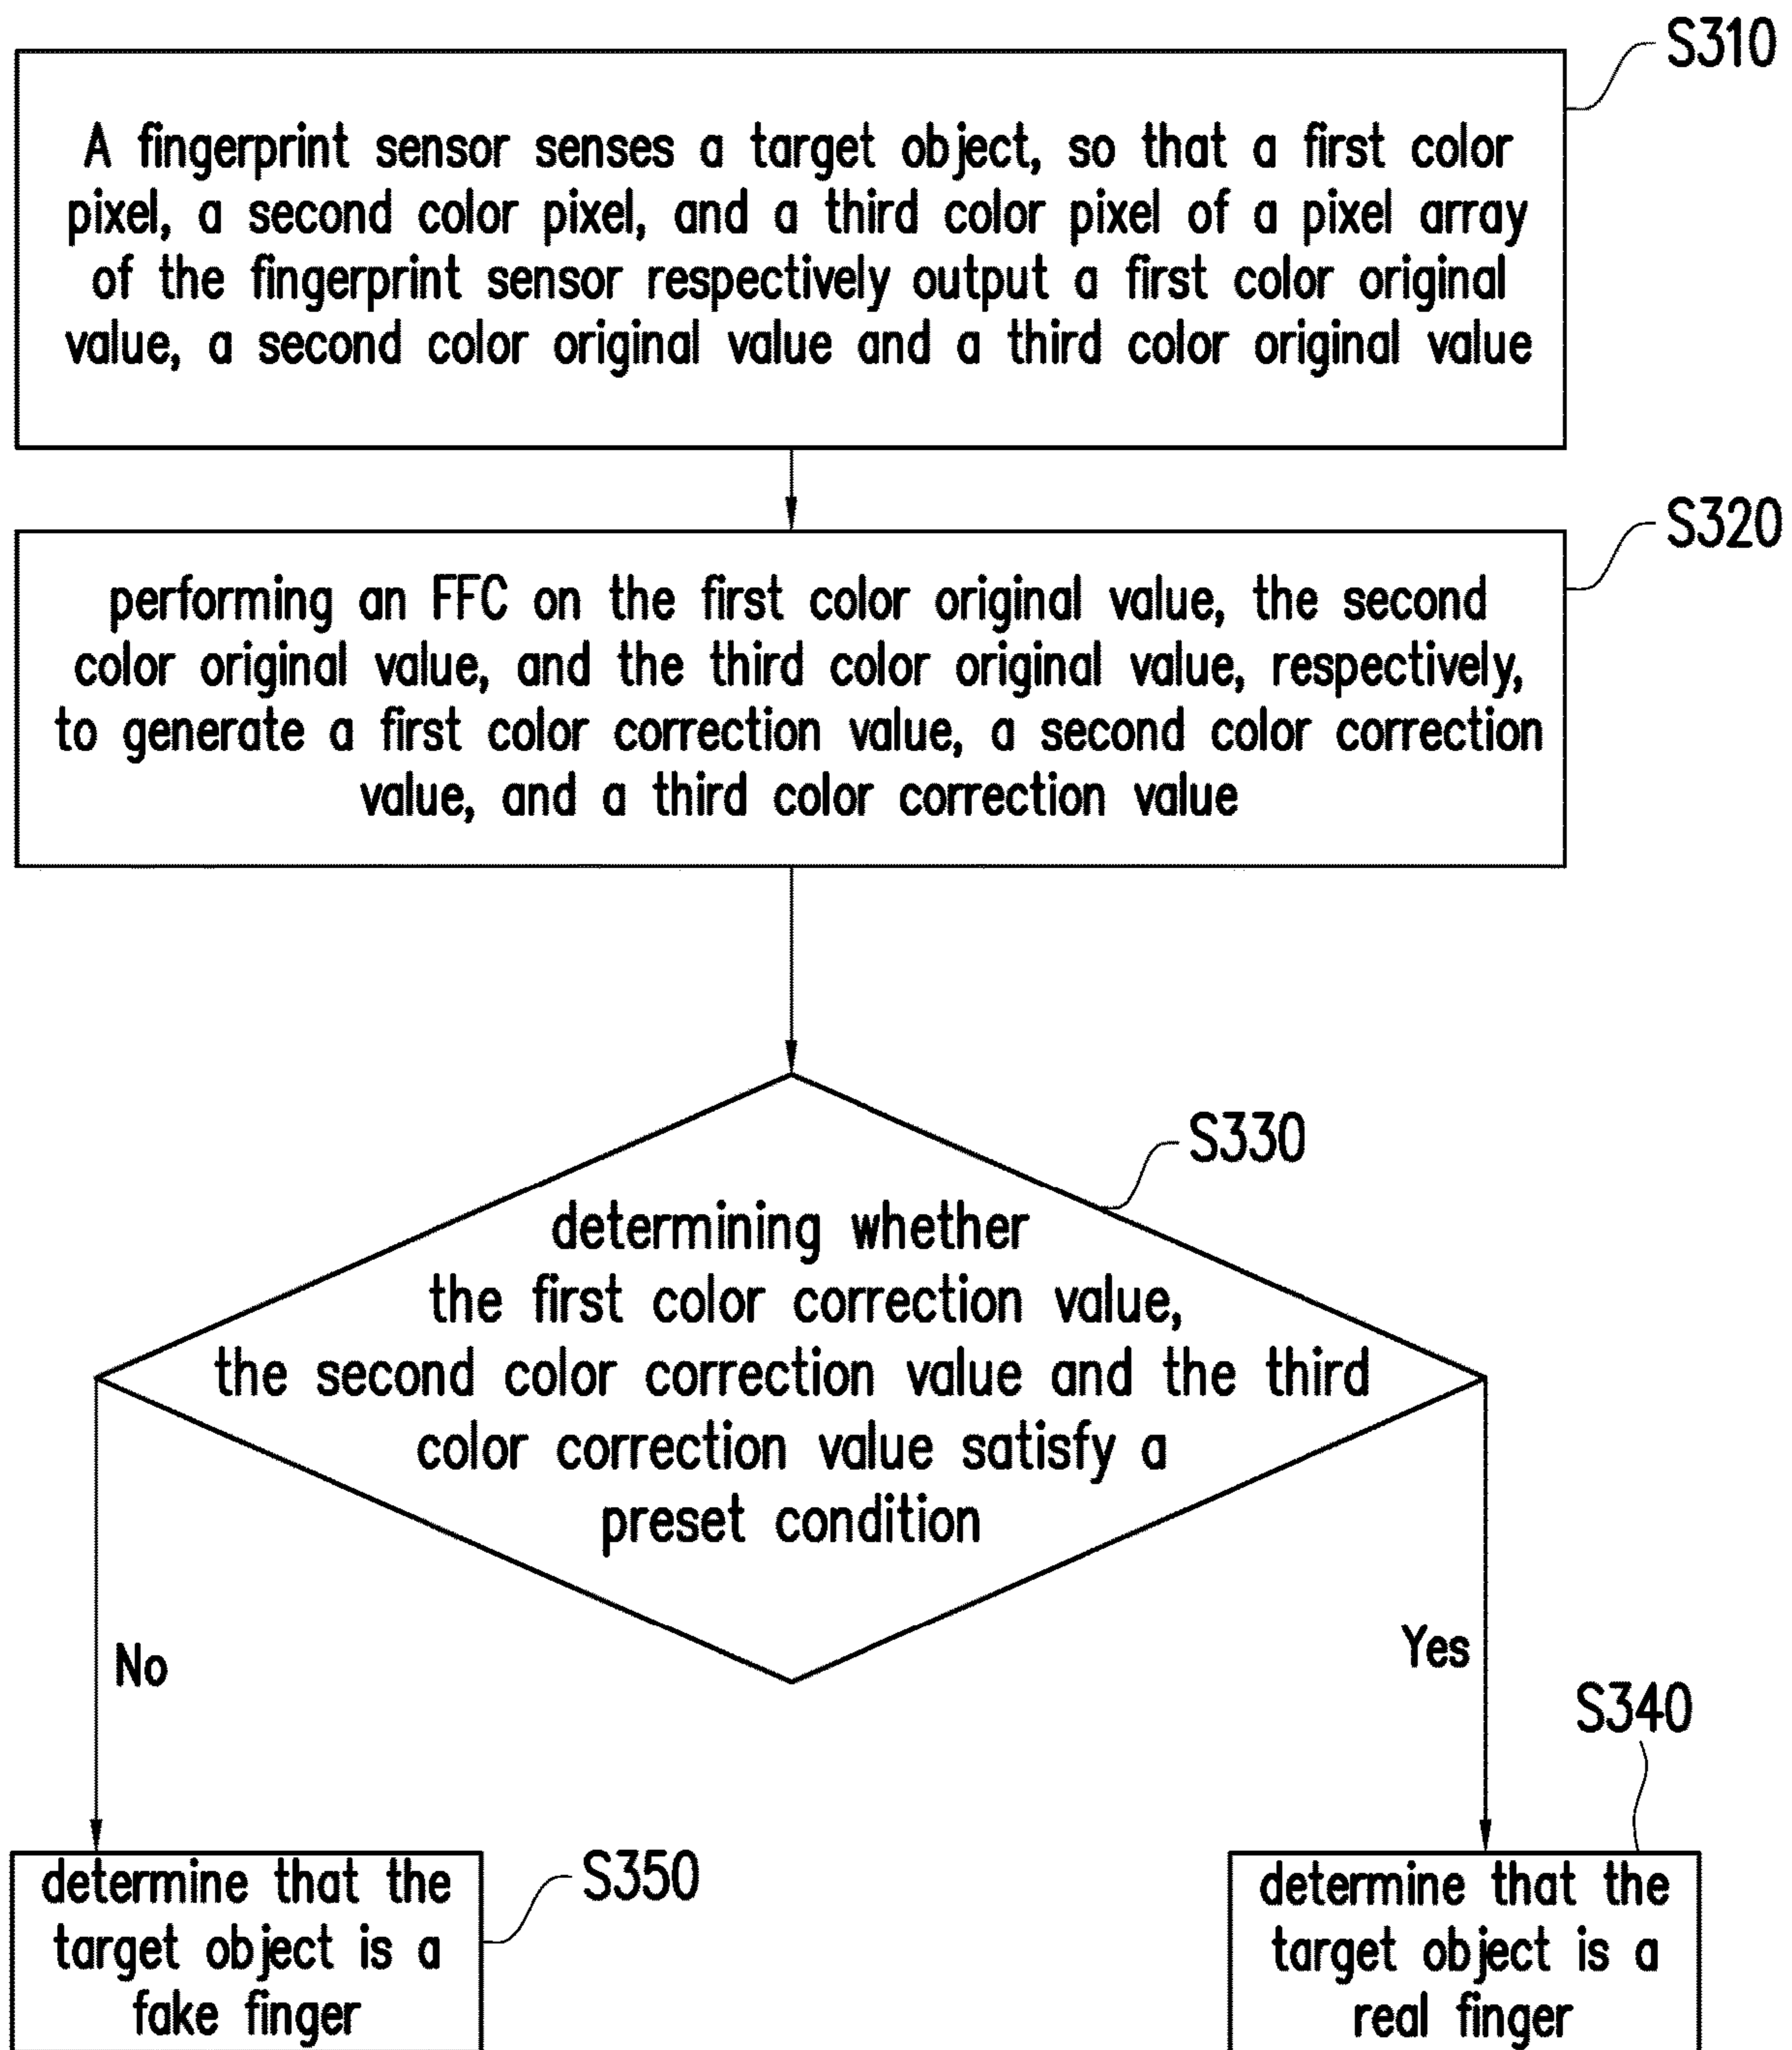 S310
A fingerprint sensor senses a target object, so that a first color
pixel, a second color pixel, and a third color pixel of a pixel array
of the fingerprint sensor respectively output a first color original
value, a second color original value and a third color original value
S320
performing an FFC on the first color original value, the second
color original value, and the third color original value, respectively,
to generate a first color correction value, a second color correction
value, and a third color correction value
S330
determining whether
the first color correction value,
the second color correction value and the third
color correction value satisfy a
preset condition
No
Yes
S340
S350
determine that the
target object is a
fake finger
determine that the
target object is a
real finger